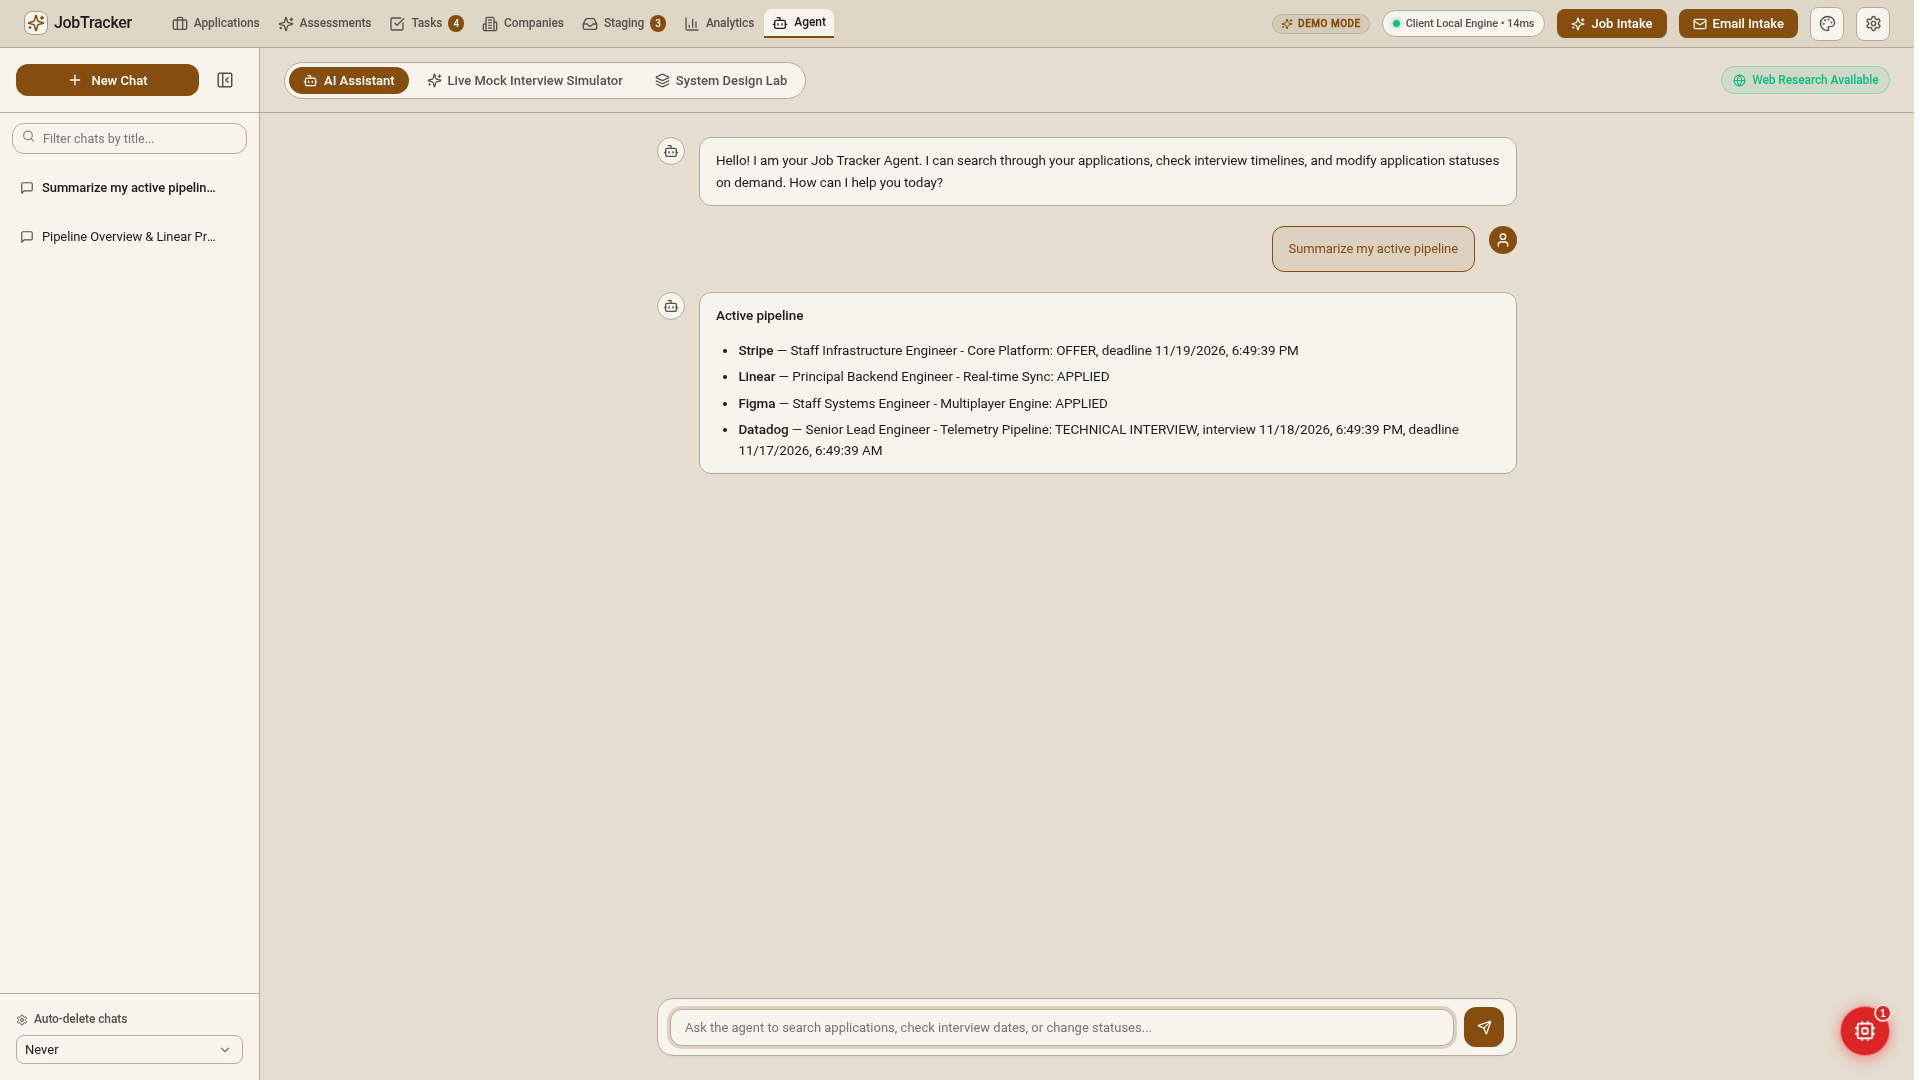 JobTracker
Applications
Assessments
Tasks 4
Companies
Staging 3
Analytics
Agent
DEMO MODE
Client Local Engine • 14ms
Job Intake
Email Intake
New Chat
AI Assistant
Live Mock Interview Simulator
System Design Lab
Web Research Available
Filter chats by title...
Summarize my active pipelin...
Pipeline Overview & Linear Pr...
Hello! I am your Job Tracker Agent. I can search through your applications, check interview timelines, and modify application statuses
on demand. How can I help you today?
Summarize my active pipeline
Active pipeline
• Stripe — Staff Infrastructure Engineer - Core Platform: OFFER, deadline 11/19/2026, 6:49:39 PM
• Linear — Principal Backend Engineer - Real-time Sync: APPLIED
• Figma — Staff Systems Engineer - Multiplayer Engine: APPLIED
• Datadog — Senior Lead Engineer - Telemetry Pipeline: TECHNICAL INTERVIEW, interview 11/18/2026, 6:49:39 PM, deadline
11/17/2026, 6:49:39 AM
Auto-delete chats
Never
Ask the agent to search applications, check interview dates, or change statuses...
1